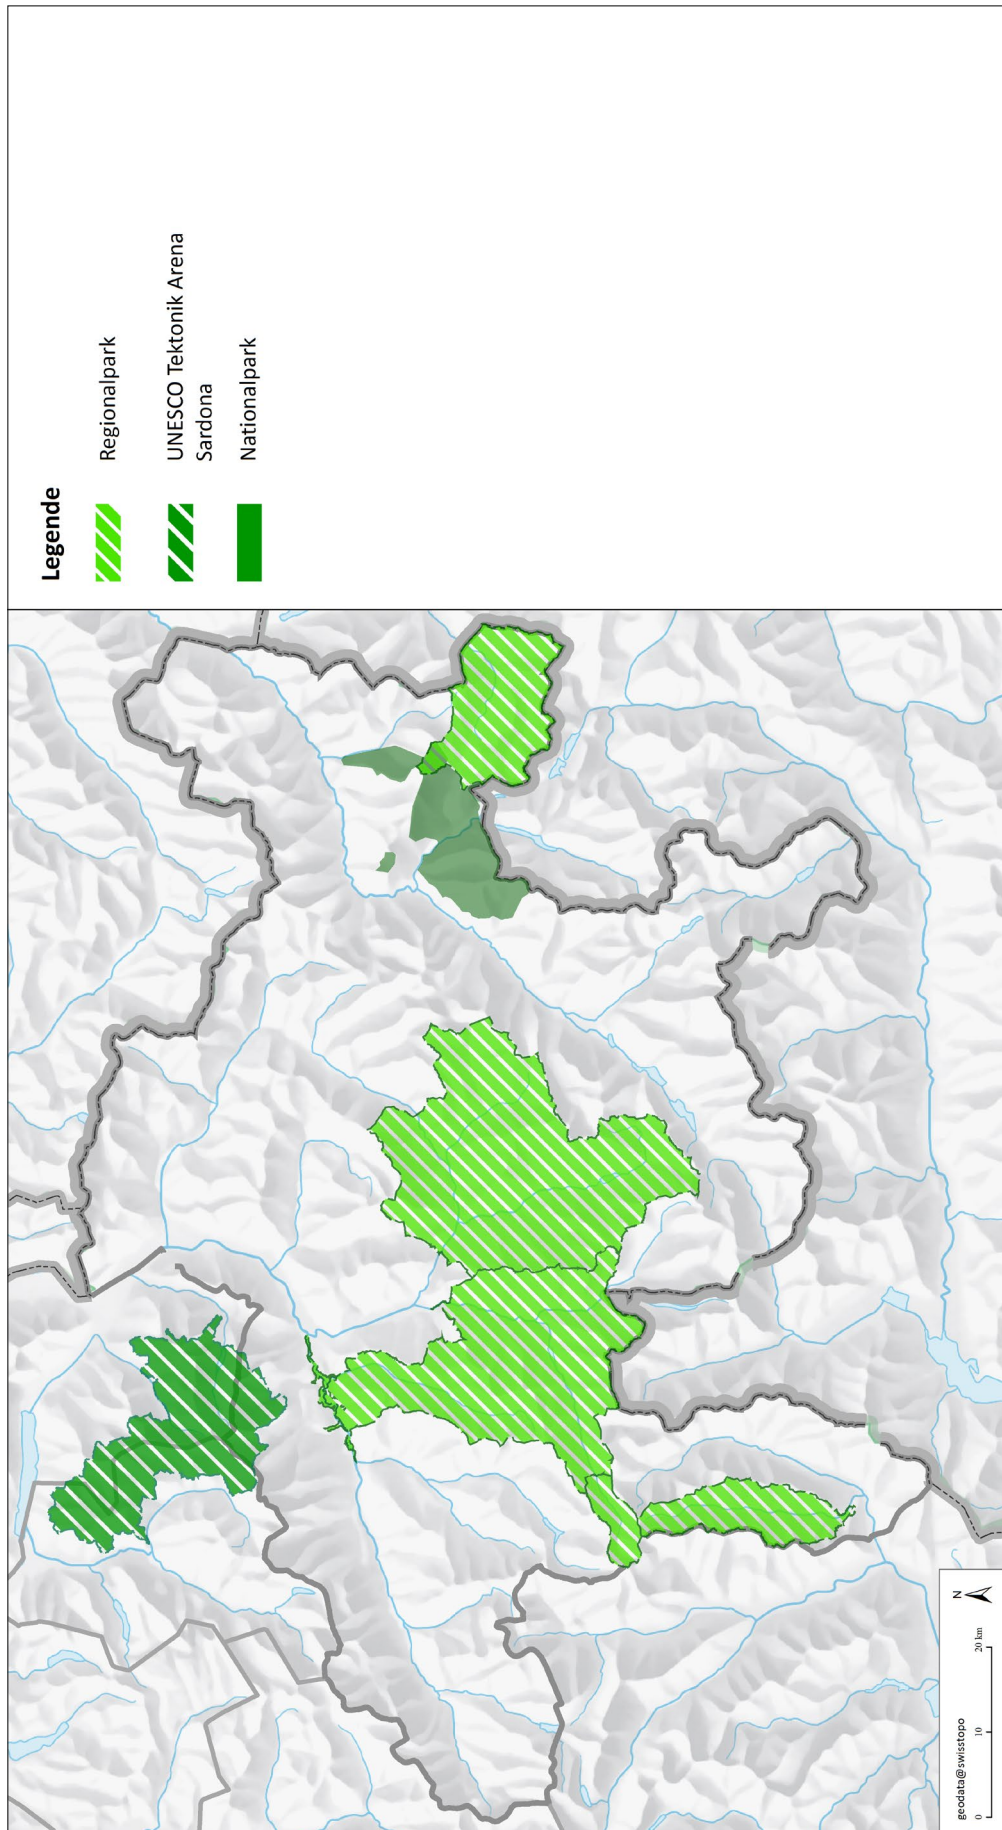 Legende
Regionalpark
UNESCO Tektonik Arena
Sardona
Nationalpark
geodata@swisstopo
N
0 10 20 km